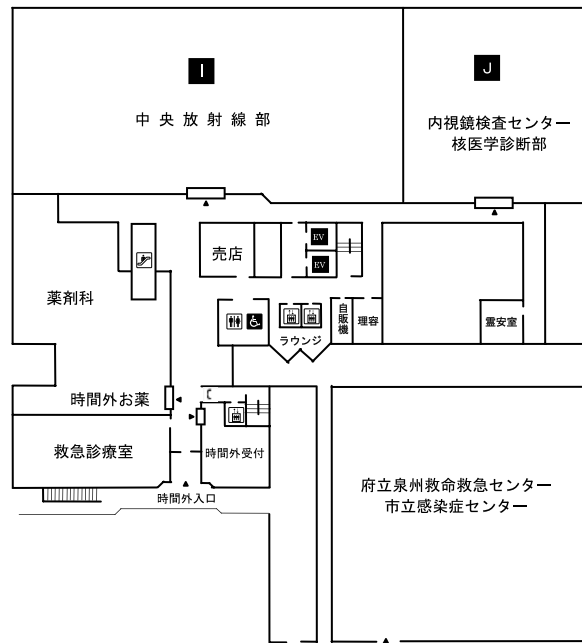 I
J
中央放射線部
内視鏡検査センター
核医学診断部
EV
売店
EV
薬剤科
自販機
理容
霊安室
ラウンジ
時間外お薬
救急診療室
時間外受付
府立泉州救命救急センター
市立感染症センター
時間外入口